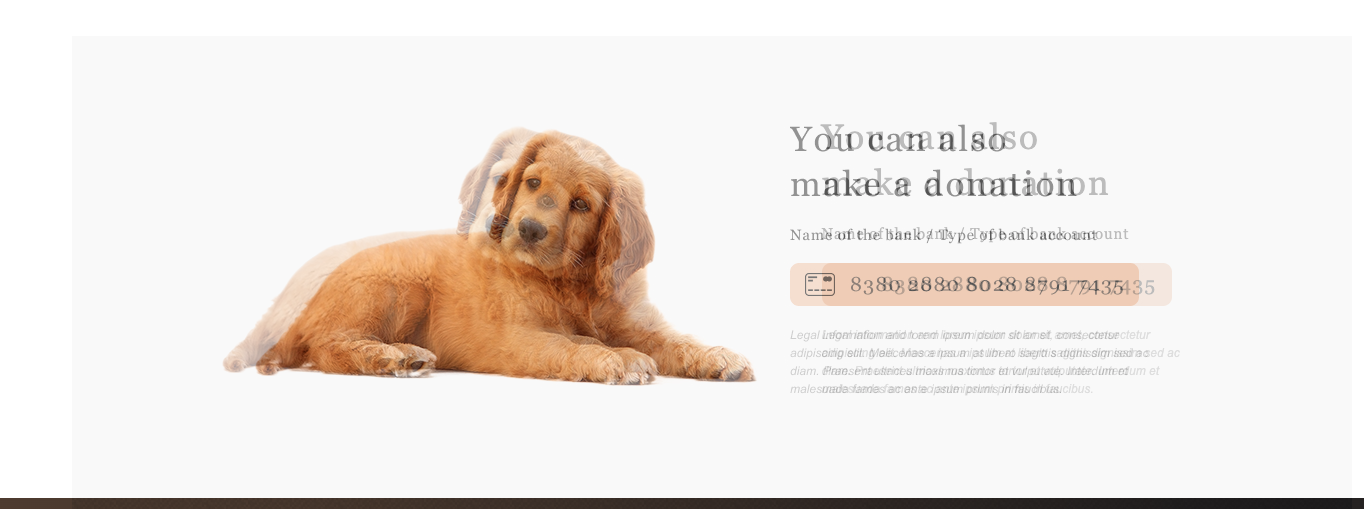 You can also
make a donation
Name of the bank / Type of bank account
8380 2880 8028 2791 7435
Legal information Lorem ipsum dolor sit amet, consectetur
adipiscing elit. Maecenas a ipsum at libero sagittis dignissim sed ac
diam. Praesent ultrices maximus tortor et vulputate. Interdum et
malesuada fames ac ante ipsum primis in faucibus.